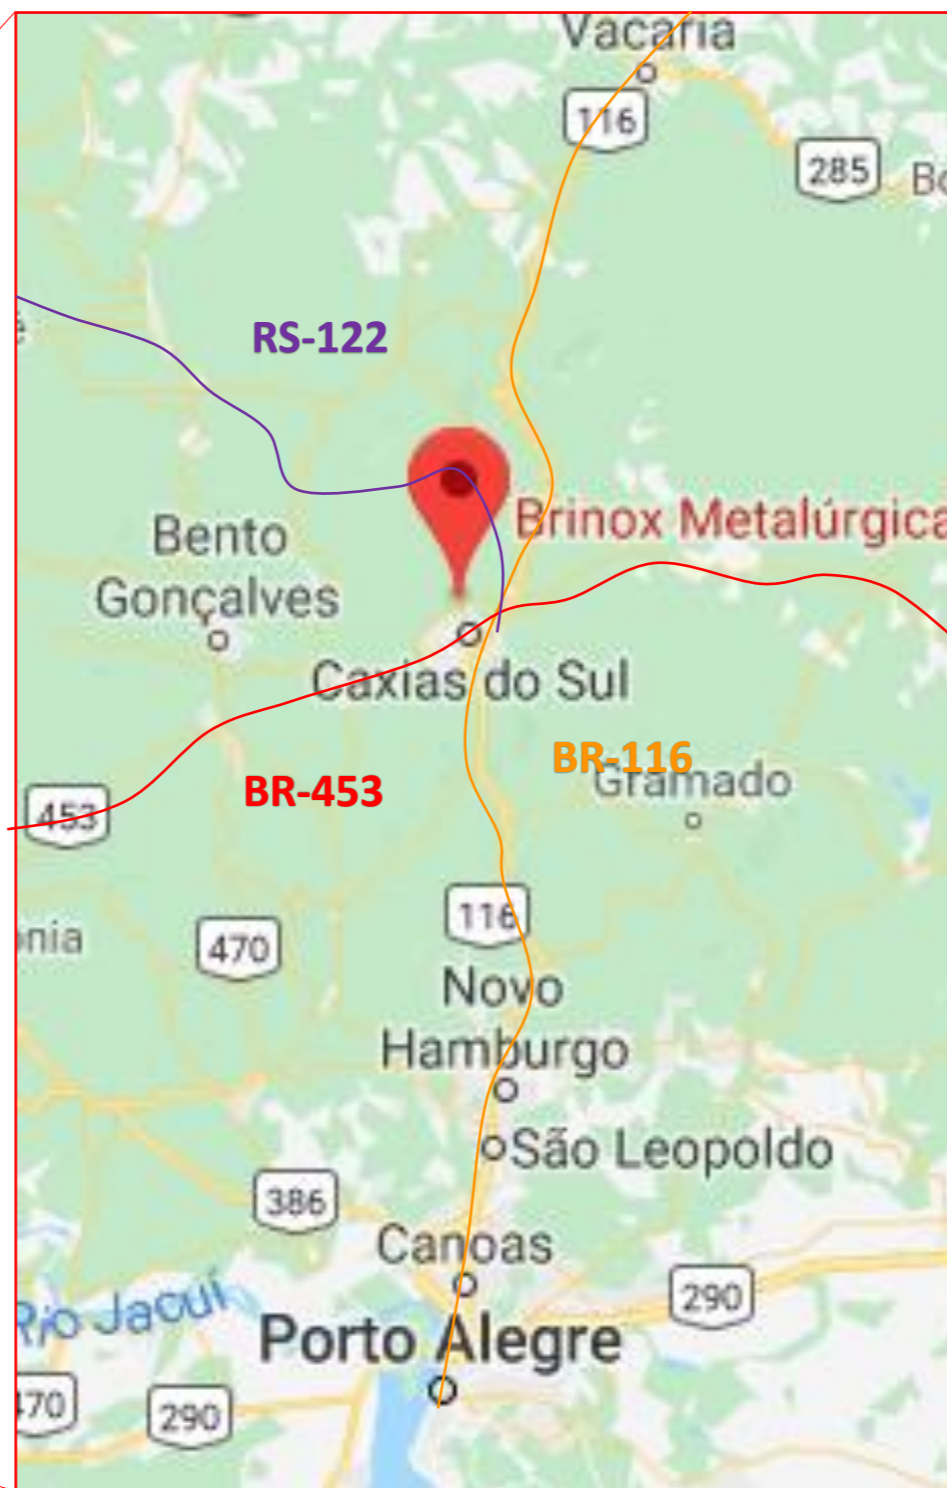 Vacaria
116
285
RS-122
Brinox Metalúrgica
Bento
Gonçalves
Caxias do Sul
BR-116
Gramado
BR-453
453
116
470
Novo
Hamburgo
São Leopoldo
386
Canoas
290
Rio Jacuí
Porto Alegre
290